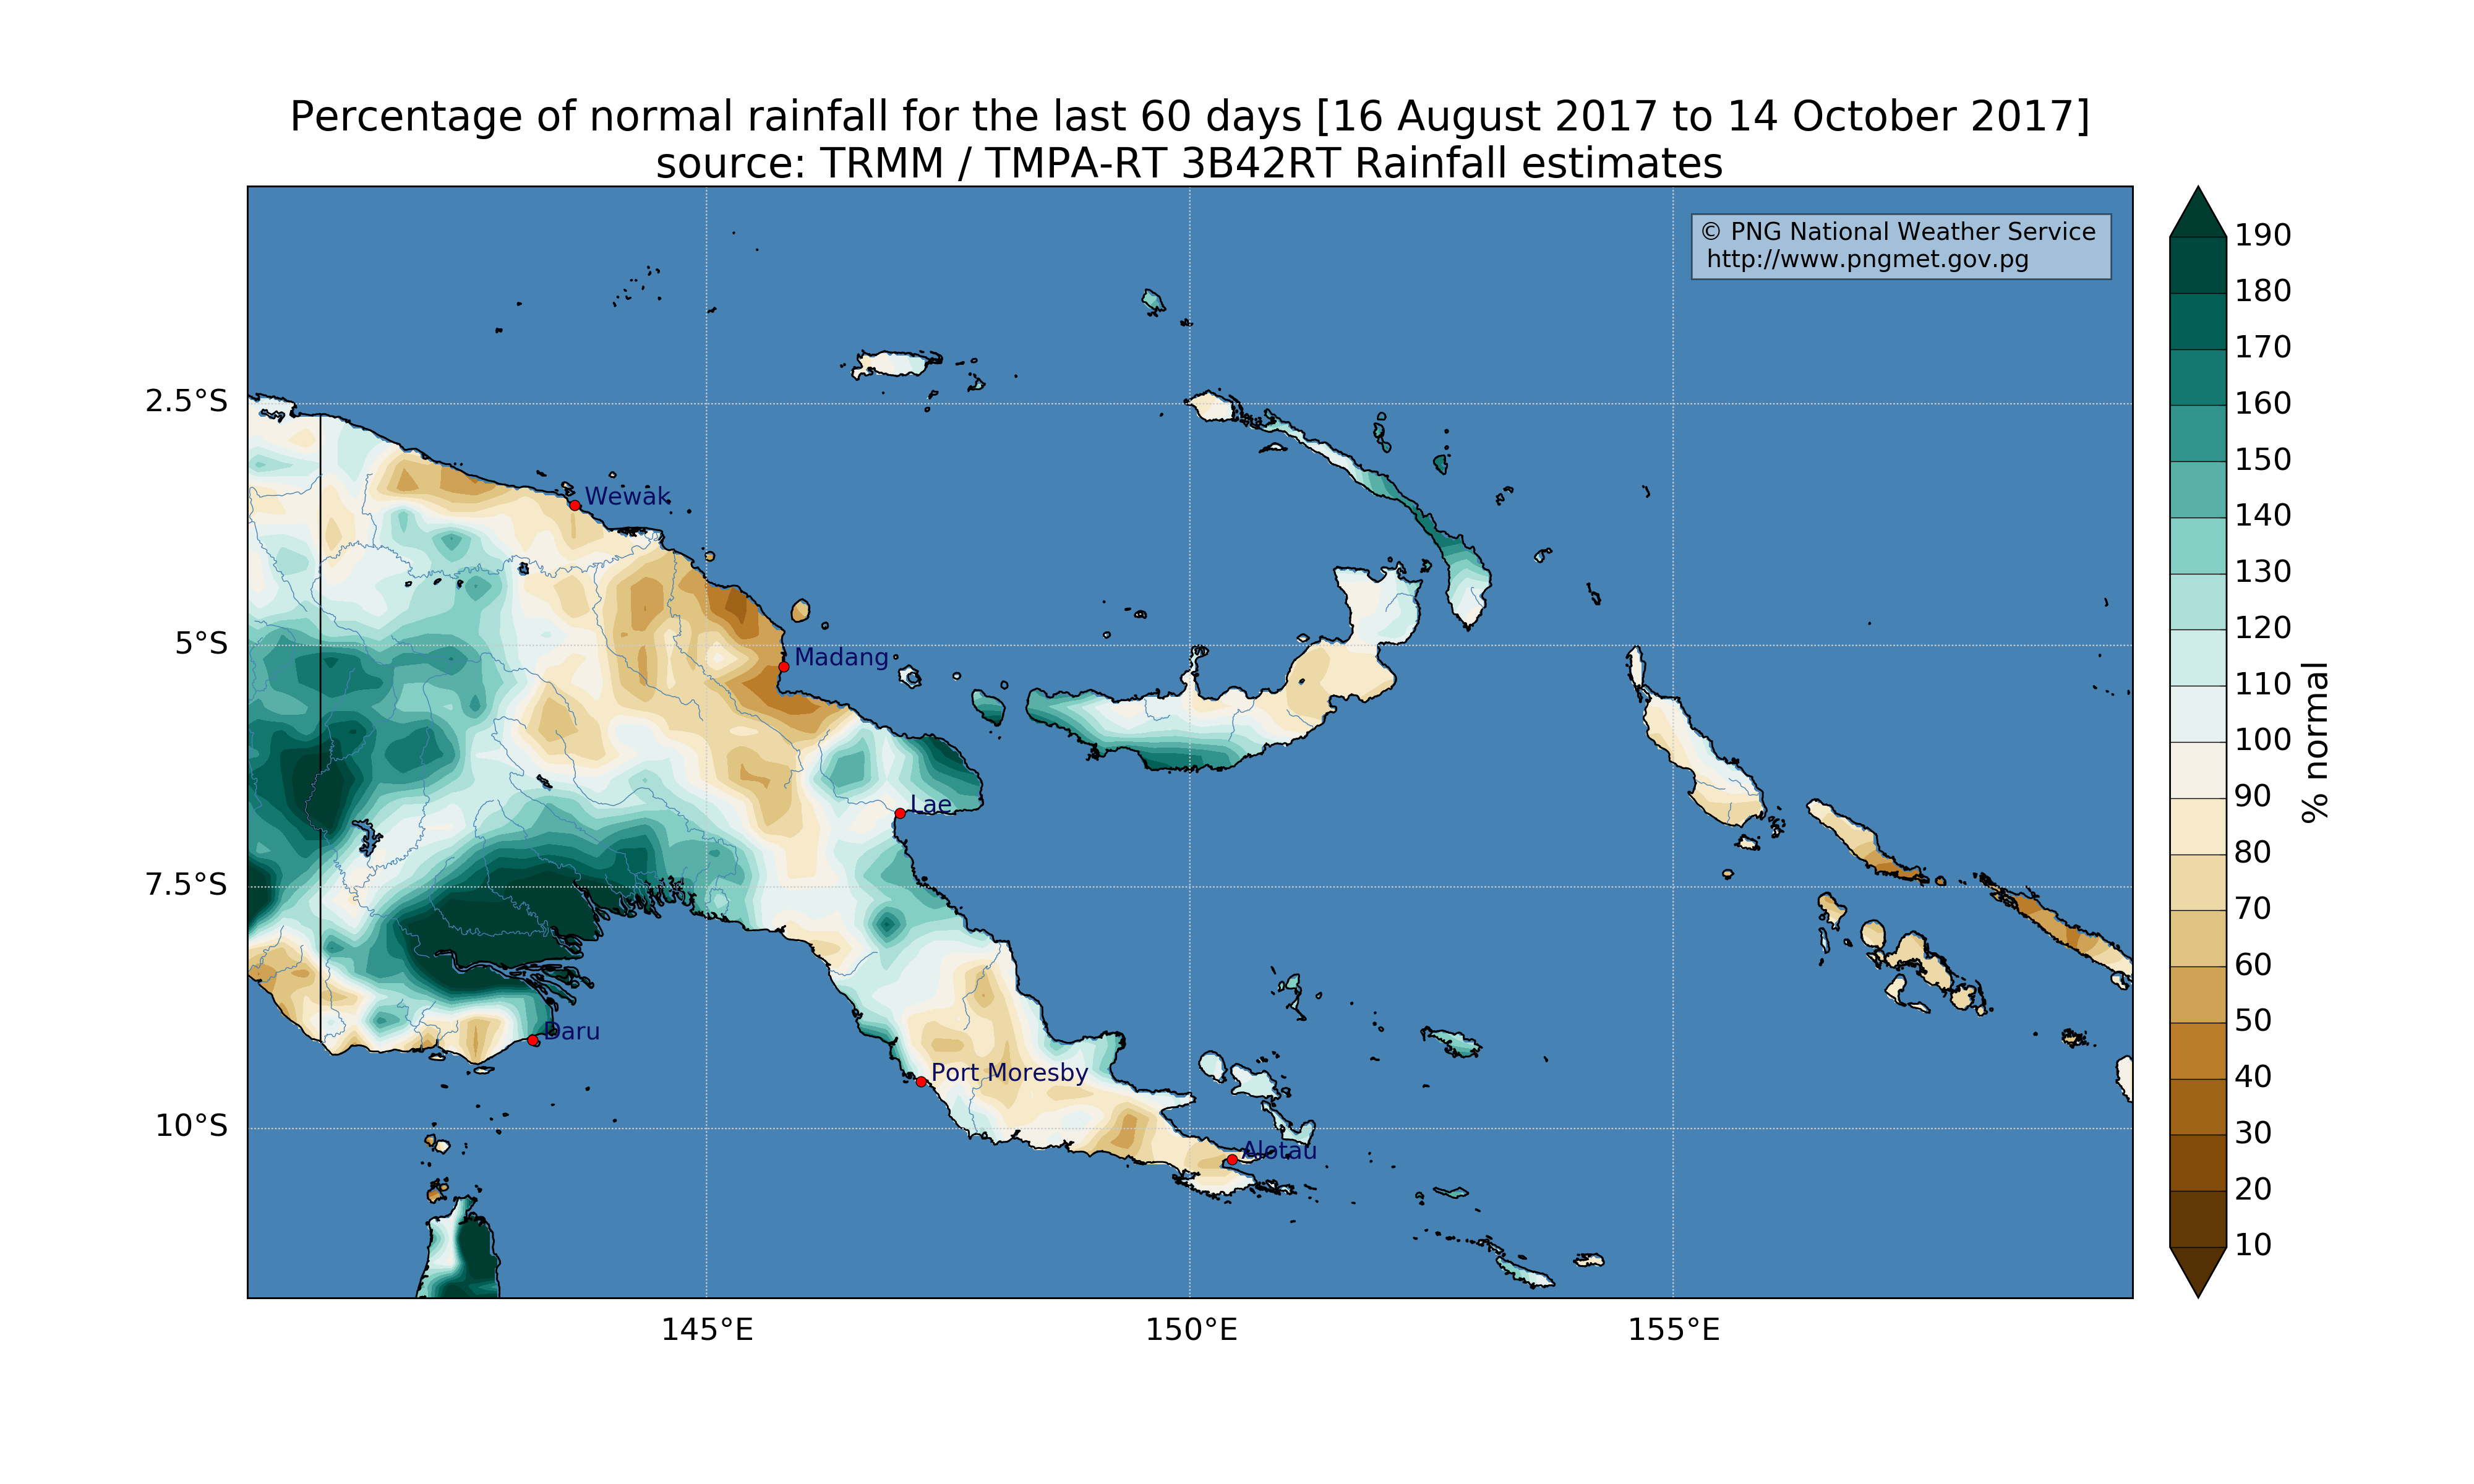 Percentage of normal rainfall for the last 60 days [16 August 2017 to 14 October 2017]
source: TRMM / TMPA-RT 3B42RT Rainfall estimates
© PNG National Weather Service
http://www.pngmet.gov.pg
2.5°S
5°S
7.5°S
10°S
Wewak
Madang
Lae
Daru
Port Moresby
Alotau
145°E
150°E
155°E
190
180
170
160
150
140
130
120
110
100
90
80
70
60
50
40
30
20
10
% normal